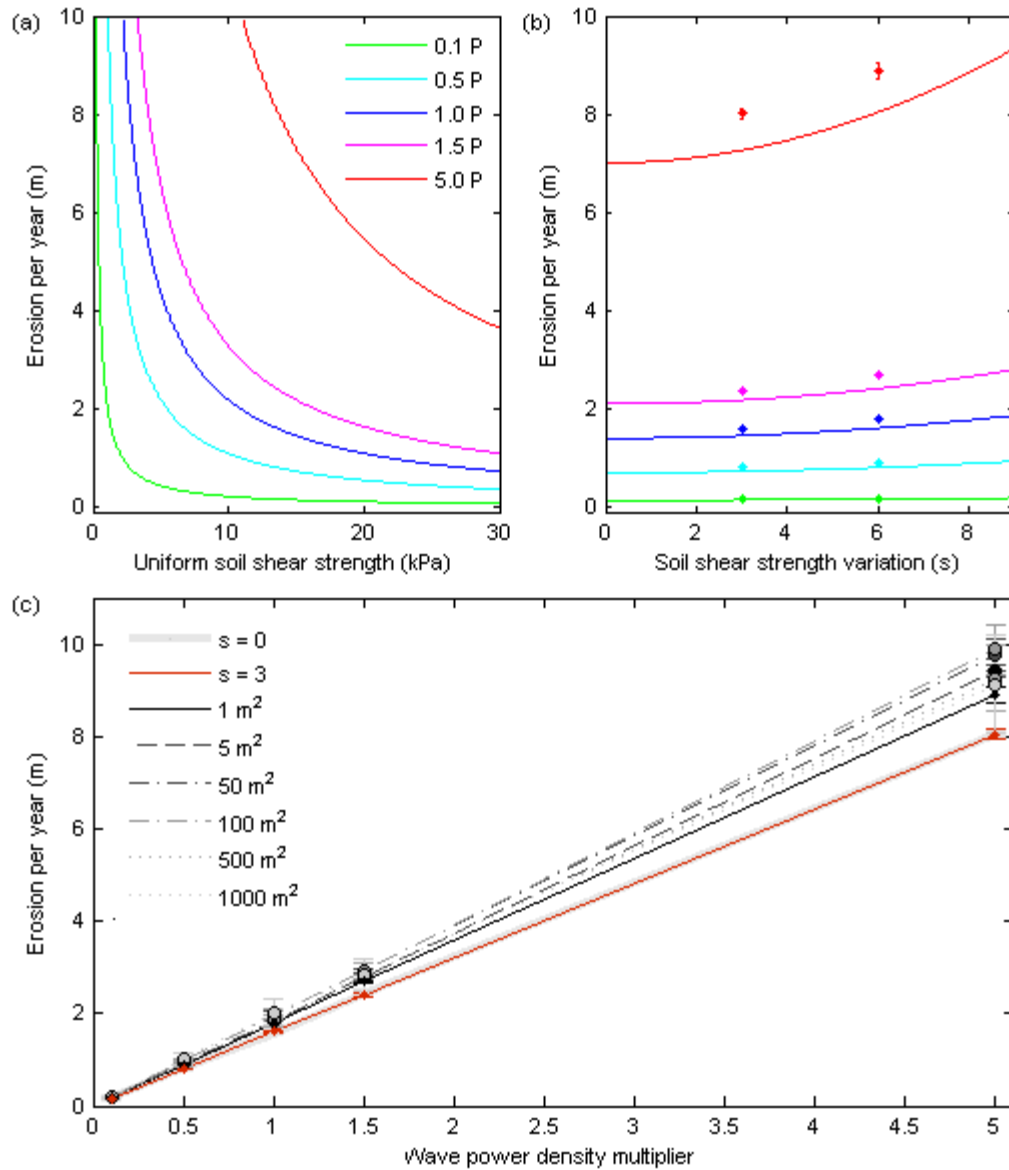 (a)
10
8
6
4
2
0
Erosion per year (m)
0
10
20
30
Uniform soil shear strength (kPa)
0.1 P
0.5 P
1.0 P
1.5 P
5.0 P
(b)
10
8
6
4
2
0
Erosion per year (m)
0
2
4
6
8
Soil shear strength variation (s)
(c)
10
8
6
4
2
0
Erosion per year (m)
s = 0
s = 3
1 m²
5 m²
50 m²
100 m²
500 m²
1000 m²
0
0.5
1
1.5
2
2.5
3
3.5
4
4.5
5
Wave power density multiplier